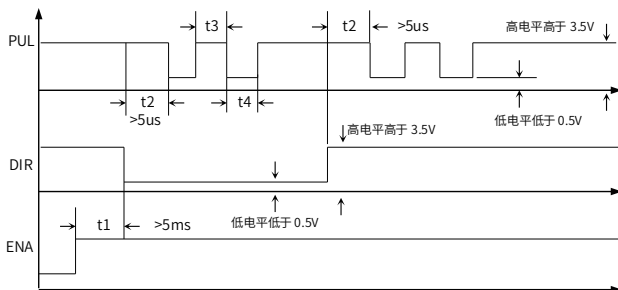 t3
t2
>5us
高电平高于 3.5V
PUL
t2
t4
>5us
低电平低于 0.5V
高电平高于 3.5V
DIR
t1
>5ms
低电平低于 0.5V
ENA